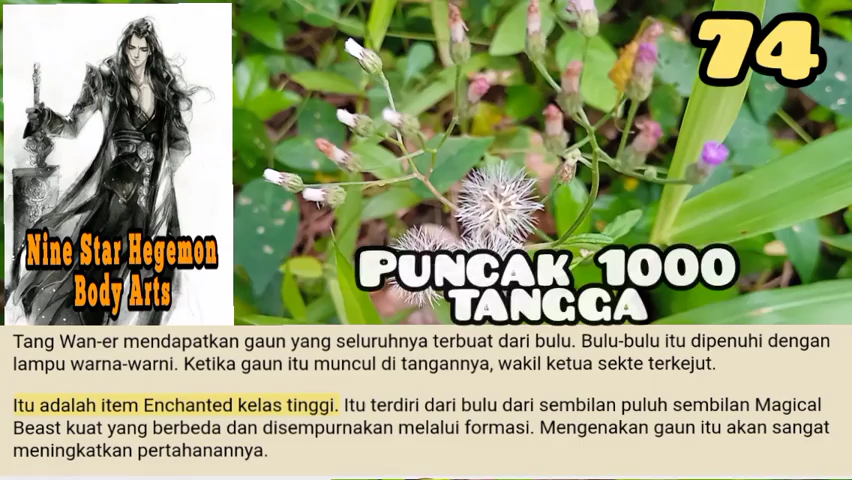 74
Nine Star Hegemon
Body Arts
PUNCAK 1000
TANGGA
Tang Wan-er mendapatkan gaun yang seluruhnya terbuat dari bulu. Bulu-bulu itu dipenuhi dengan
lampu warna-warni. Ketika gaun itu muncul di tangannya, wakil ketua sekte terkejut.
Itu adalah item Enchanted kelas tinggi. Itu terdiri dari bulu dari sembilan puluh sembilan Magical
Beast kuat yang berbeda dan disempurnakan melalui formasi. Mengenakan gaun itu akan sangat
meningkatkan pertahanannya.